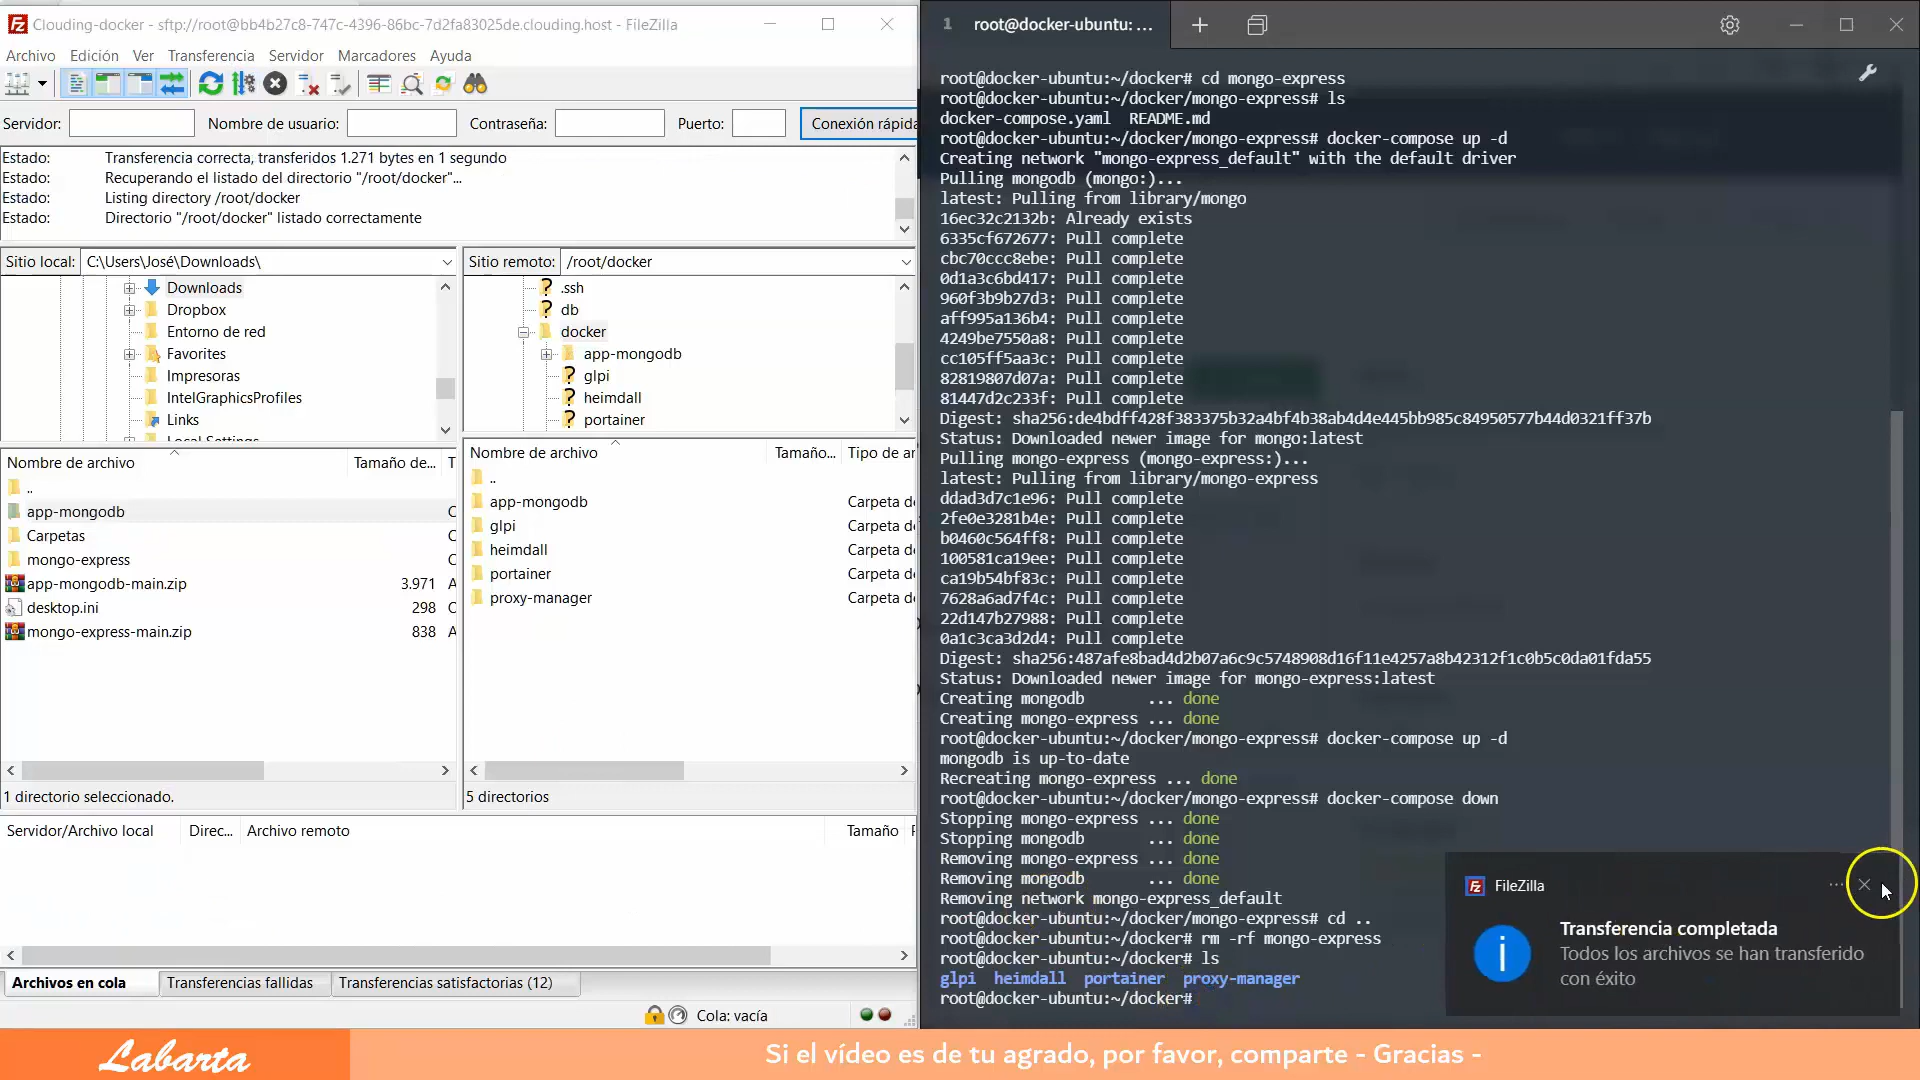 Clouding-docker - sftp://root@bb4b27c8-747c-4396-86bc-7d2fa83025de.clouding.host - FileZilla
Archivo Edición Ver Transferencia Servidor Marcadores Ayuda
Servidor: Nombre de usuario: Contraseña: Puerto: Conexión rápida
Estado: Transferencia correcta, transferidos 1.271 bytes en 1 segundo
Estado: Recuperando el listado del directorio "/root/docker"...
Estado: Listing directory /root/docker
Estado: Directorio "/root/docker" listado correctamente
Sitio local: C:\Users\José\Downloads\
Downloads
Dropbox
Entorno de red
Favorites
Impresoras
IntelGraphicsProfiles
Links
Local Settings
Nombre de archivo Tamaño de... T
..
app-mongodb C
Carpetas C
mongo-express C
app-mongodb-main.zip 3.971 A
desktop.ini 298 C
mongo-express-main.zip 838 A
1 directorio seleccionado.
Sitio remoto: /root/docker
.ssh
db
docker
app-mongodb
glpi
heimdall
portainer
Nombre de archivo Tamaño... Tipo de ar
..
app-mongodb Carpeta de
glpi Carpeta de
heimdall Carpeta de
portainer Carpeta de
proxy-manager Carpeta de
5 directorios
Servidor/Archivo local Direc... Archivo remoto Tamaño P
Archivos en cola Transferencias fallidas Transferencias satisfactorias (12)
Cola: vacía
1 root@docker-ubuntu: ...
root@docker-ubuntu:~/docker# cd mongo-express
root@docker-ubuntu:~/docker/mongo-express# ls
docker-compose.yaml README.md
root@docker-ubuntu:~/docker/mongo-express# docker-compose up -d
Creating network "mongo-express_default" with the default driver
Pulling mongodb (mongo:)...
latest: Pulling from library/mongo
16ec32c2132b: Already exists
6335cf672677: Pull complete
cbc70ccc8ebe: Pull complete
0d1a3c6bd417: Pull complete
960f3b9b27d3: Pull complete
aff995a136b4: Pull complete
4249be7550a8: Pull complete
cc105ff5aa3c: Pull complete
82819807d07a: Pull complete
81447d2c233f: Pull complete
Digest: sha256:de4bdff428f383375b32a4bf4b38ab4d4e445bb985c84950577b44d0321ff37b
Status: Downloaded newer image for mongo:latest
Pulling mongo-express (mongo-express:)...
latest: Pulling from library/mongo-express
ddad3d7c1e96: Pull complete
2fe0e3281b4e: Pull complete
b0460c564ff8: Pull complete
100581ca19ee: Pull complete
ca19b54bf83c: Pull complete
7628a6ad7f4c: Pull complete
22d147b27988: Pull complete
0a1c3ca3d2d4: Pull complete
Digest: sha256:487afe8bad4d2b07a6c9c5748908d16f11e4257a8b42312f1c0b5c0da01fda55
Status: Downloaded newer image for mongo-express:latest
Creating mongodb ... done
Creating mongo-express ... done
root@docker-ubuntu:~/docker/mongo-express# docker-compose up -d
mongodb is up-to-date
Recreating mongo-express ... done
root@docker-ubuntu:~/docker/mongo-express# docker-compose down
Stopping mongo-express ... done
Stopping mongodb ... done
Removing mongo-express ... done
Removing mongodb ... done
Removing network mongo-express_default
root@docker-ubuntu:~/docker/mongo-express# cd ..
root@docker-ubuntu:~/docker# rm -rf mongo-express
root@docker-ubuntu:~/docker# ls
glpi heimdall portainer proxy-manager
root@docker-ubuntu:~/docker#
FileZilla
Transferencia completada
Todos los archivos se han transferido
con éxito
Labarta
Si el vídeo es de tu agrado, por favor, comparte - Gracias -